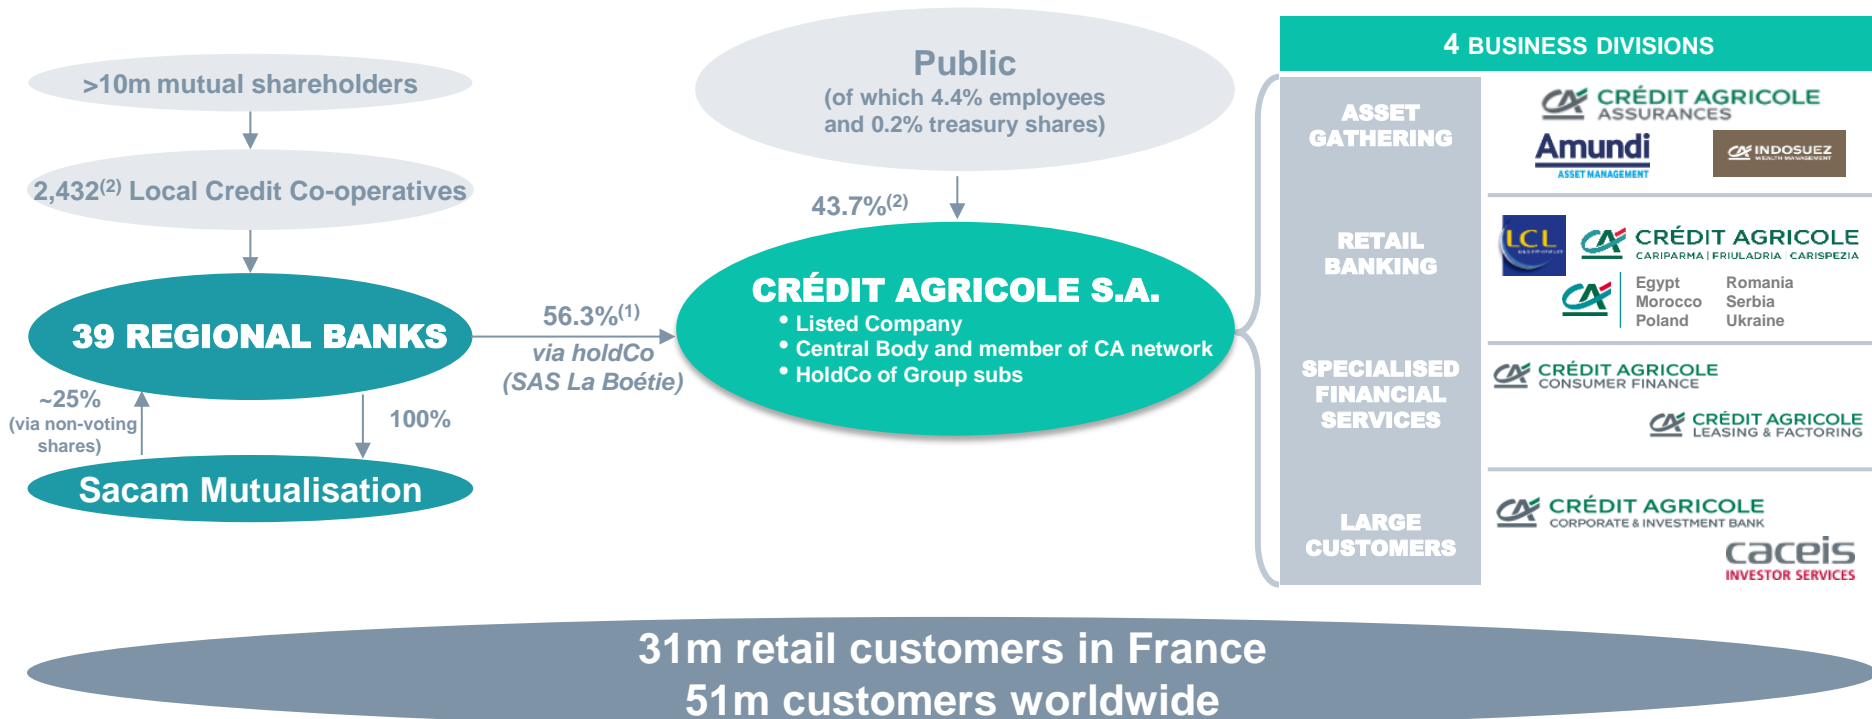 >10m mutual shareholders
2,432(2) Local Credit Co-operatives
39 REGIONAL BANKS
~25%
(via non-voting
shares)
100%
Sacam Mutualisation
56.3%(1)
via holdCo
(SAS La Boétie)
Public
(of which 4.4% employees
and 0.2% treasury shares)
43.7%(2)
CRÉDIT AGRICOLE S.A.
• Listed Company
• Central Body and member of CA network
• HoldCo of Group subs
4 BUSINESS DIVISIONS
ASSET
GATHERING
CRÉDIT AGRICOLE
ASSURANCES
Amundi
ASSET MANAGEMENT
INDOSUEZ
WEALTH MANAGEMENT
RETAIL
BANKING
LCL
CRÉDIT AGRICOLE
CARIPARMA | FRIULADRIA | CARISPEZIA
Egypt Romania
Morocco Serbia
Poland Ukraine
SPECIALISED
FINANCIAL
SERVICES
CRÉDIT AGRICOLE
CONSUMER FINANCE
CRÉDIT AGRICOLE
LEASING & FACTORING
LARGE
CUSTOMERS
CRÉDIT AGRICOLE
CORPORATE & INVESTMENT BANK
caceis
INVESTOR SERVICES
31m retail customers in France
51m customers worldwide